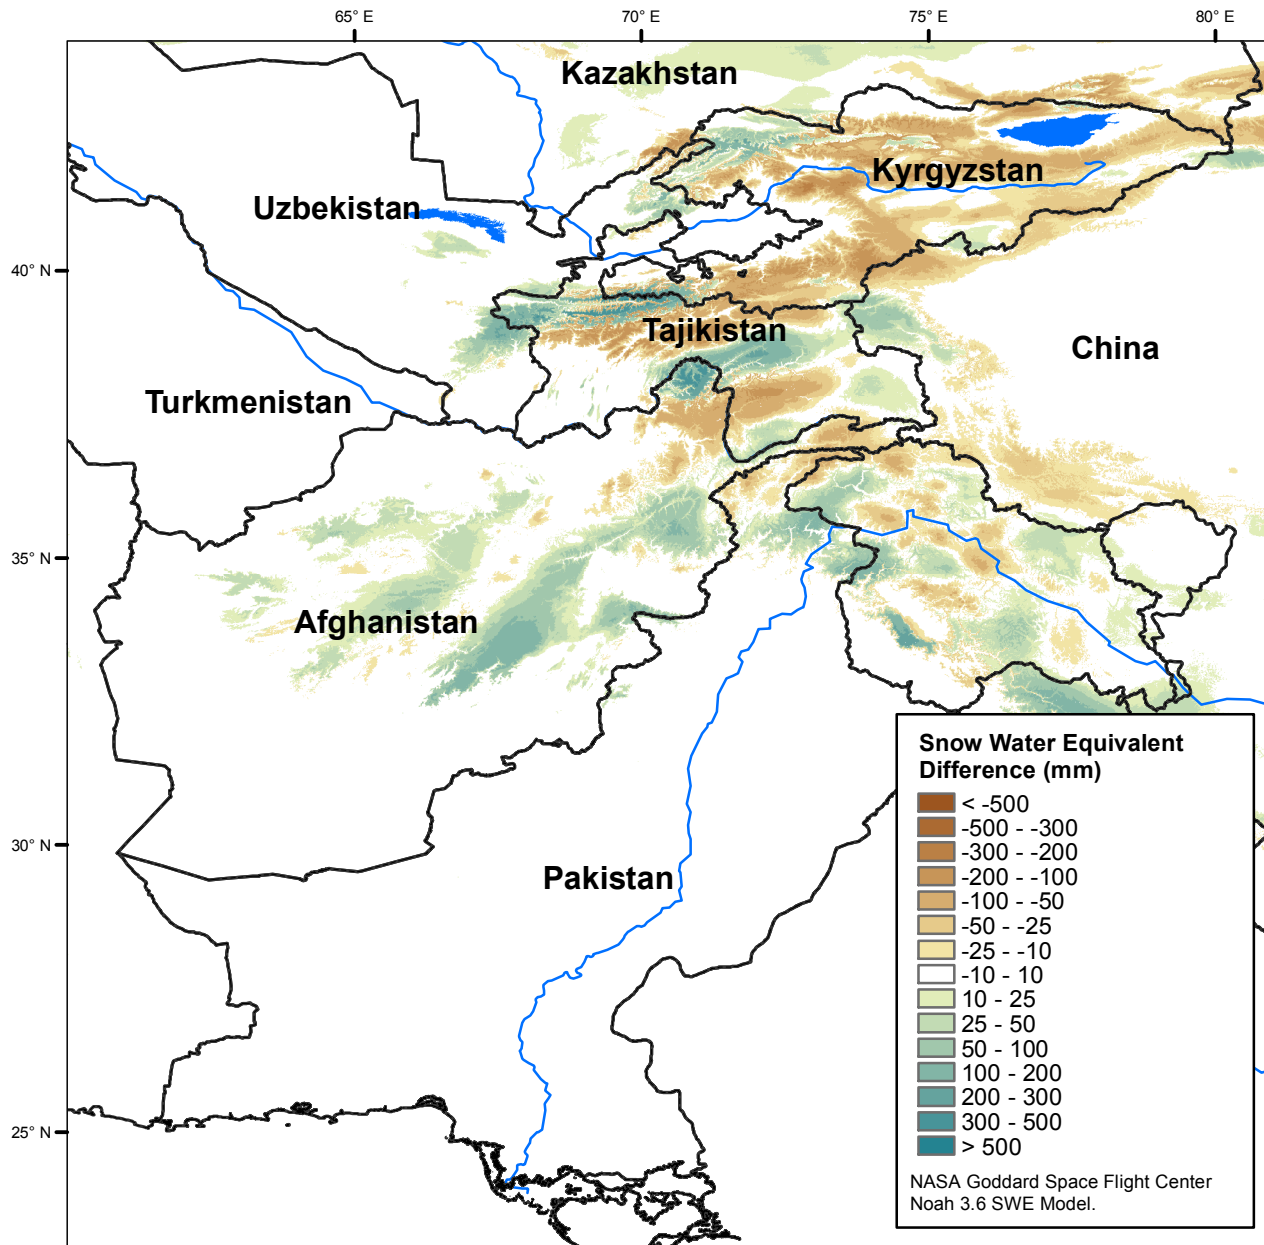 65° E
70° E
75° E
80° E
Kazakhstan
Kyrgyzstan
Uzbekistan
40° N
Tajikistan
China
Turkmenistan
35° N
Afghanistan
Snow Water Equivalent
Difference (mm)
< -500
-500 - -300
-300 - -200
-200 - -100
-100 - -50
-50 - -25
-25 - -10
-10 - 10
10 - 25
25 - 50
50 - 100
100 - 200
200 - 300
300 - 500
> 500
30° N
Pakistan
25° N
NASA Goddard Space Flight Center
Noah 3.6 SWE Model.